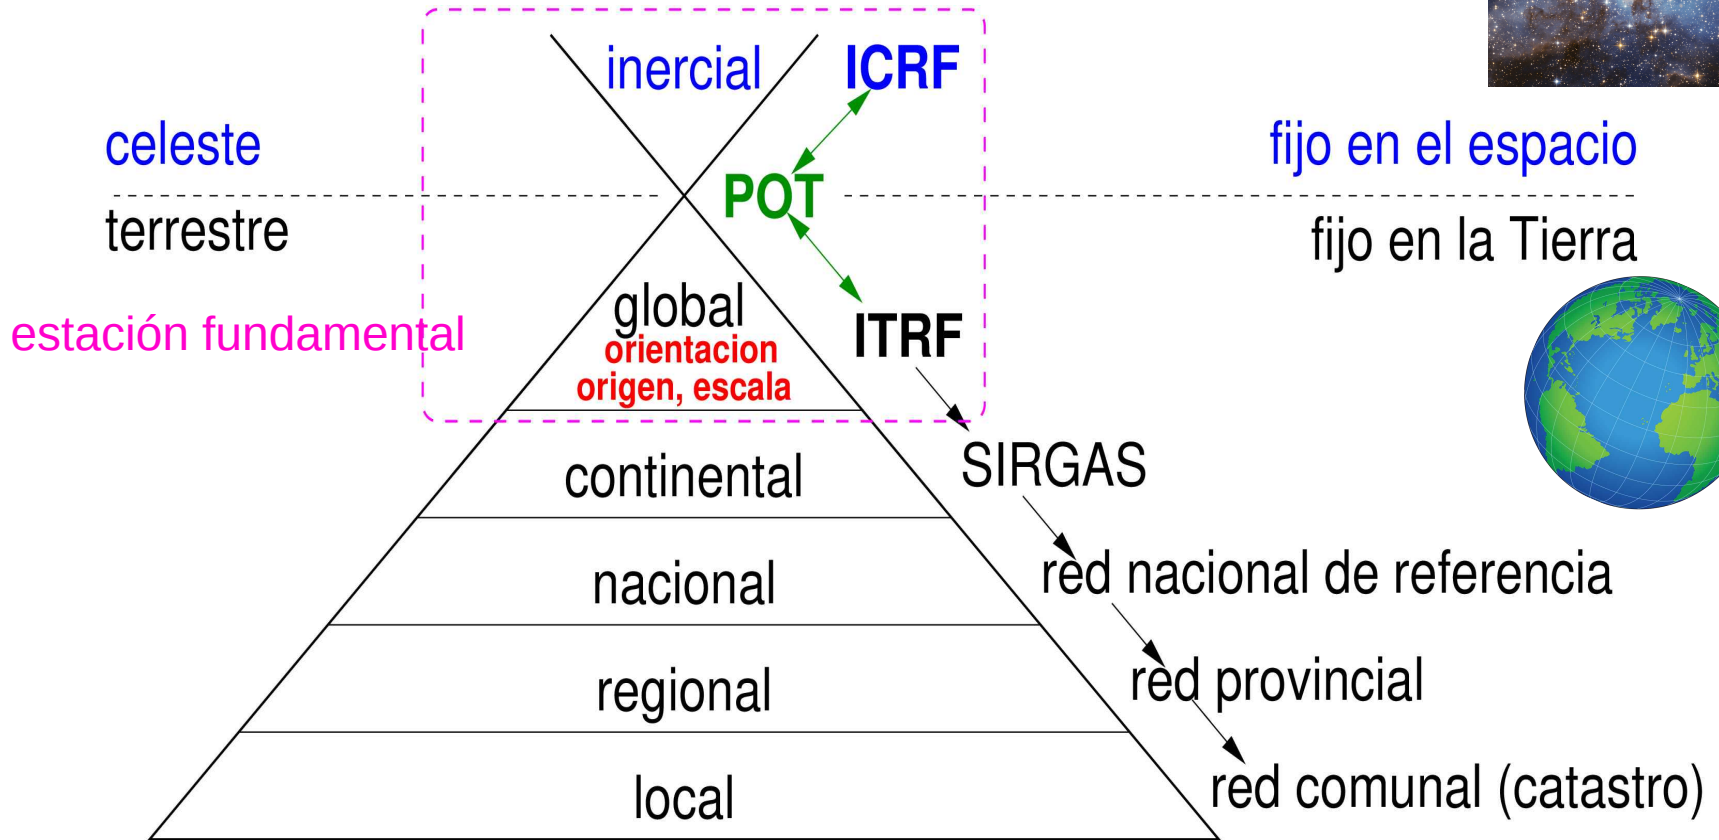 inercial
ICRF
celeste
fijo en el espacio
POT
terrestre
fijo en la Tierra
estación fundamental
global
orientacion
origen, escala
ITRF
continental
SIRGAS
nacional
red nacional de referencia
regional
red provincial
local
red comunal (catastro)